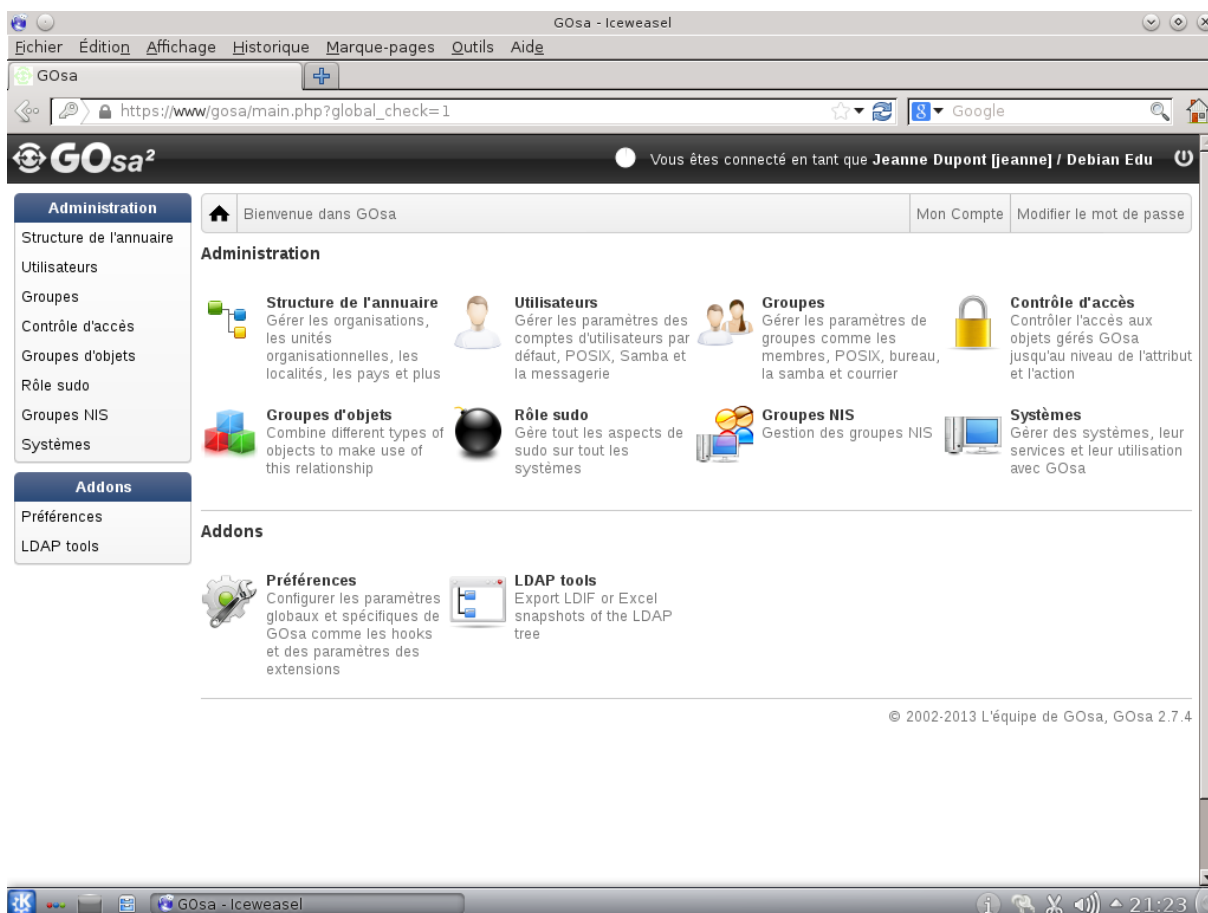 GOsa - Iceweasel
Fichier Édition Affichage Historique Marque-pages Outils Aide
GOsa
https://www/gosa/main.php?global_check=1
Google
GOsa²
Vous êtes connecté en tant que Jeanne Dupont [jeanne] / Debian Edu
Administration
Structure de l'annuaire
Utilisateurs
Groupes
Contrôle d'accès
Groupes d'objets
Rôle sudo
Groupes NIS
Systèmes
Addons
Préférences
LDAP tools
Bienvenue dans GOsa
Mon Compte
Modifier le mot de passe
Administration
Structure de l'annuaire
Gérer les organisations,
les unités
organisationnelles, les
localités, les pays et plus
Utilisateurs
Gérer les paramètres des
comptes d'utilisateurs par
défaut, POSIX, Samba et
la messagerie
Groupes
Gérer les paramètres de
groupes comme les
membres, POSIX, bureau,
la samba et courrier
Contrôle d'accès
Contrôler l'accès aux
objets gérés GOsa
jusqu'au niveau de l'attribut
et l'action
Groupes d'objets
Combine different types of
objects to make use of
this relationship
Rôle sudo
Gère tout les aspects de
sudo sur tout les
systèmes
Groupes NIS
Gestion des groupes NIS
Systèmes
Gérer des systèmes, leur
services et leur utilisation
avec GOsa
Addons
Préférences
Configurer les paramètres
globaux et spécifiques de
GOsa comme les hooks
et des paramètres des
extensions
LDAP tools
Export LDIF or Excel
snapshots of the LDAP
tree
© 2002-2013 L'équipe de GOsa, GOsa 2.7.4
GOsa - Iceweasel
21:23